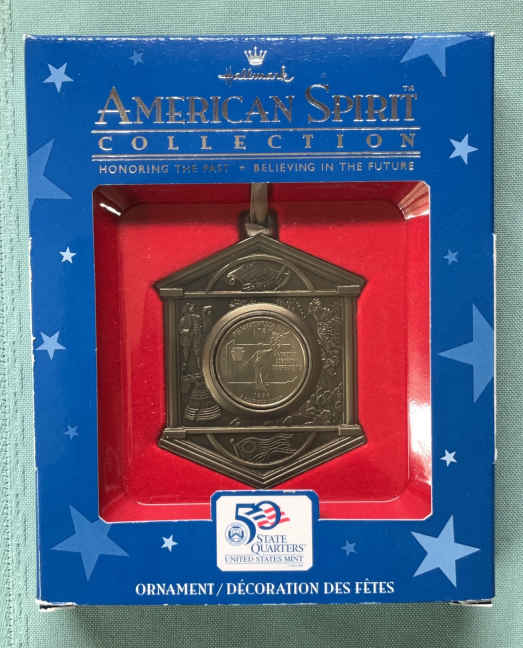 Hallmark
AMERICAN SPIRIT™
COLLECTION
HONORING THE PAST • BELIEVING IN THE FUTURE
50
STATE
QUARTERS
UNITED STATES MINT
ORNAMENT / DÉCORATION DES FÊTES